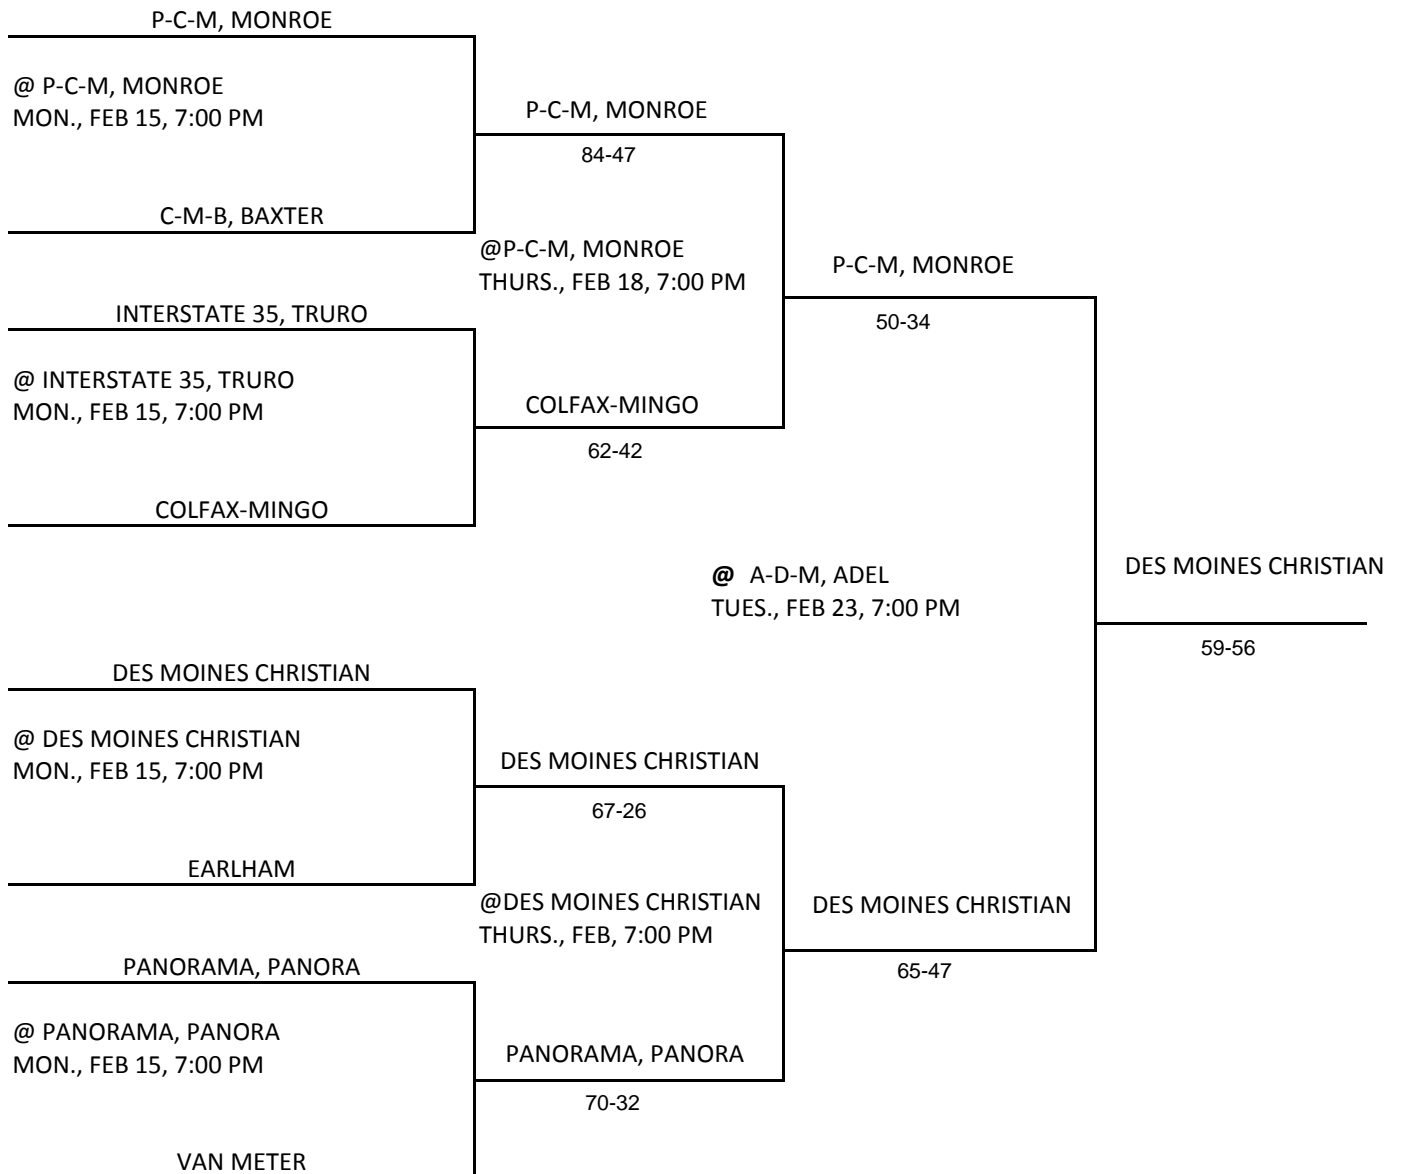 P-C-M, MONROE
@ P-C-M, MONROE
MON., FEB 15, 7:00 PM
P-C-M, MONROE
84-47
C-M-B, BAXTER
@P-C-M, MONROE
THURS., FEB 18, 7:00 PM
P-C-M, MONROE
50-34
INTERSTATE 35, TRURO
@ INTERSTATE 35, TRURO
MON., FEB 15, 7:00 PM
COLFAX-MINGO
62-42
COLFAX-MINGO
@ A-D-M, ADEL
TUES., FEB 23, 7:00 PM
DES MOINES CHRISTIAN
59-56
DES MOINES CHRISTIAN
@ DES MOINES CHRISTIAN
MON., FEB 15, 7:00 PM
DES MOINES CHRISTIAN
67-26
EARLHAM
@DES MOINES CHRISTIAN
THURS., FEB, 7:00 PM
DES MOINES CHRISTIAN
65-47
PANORAMA, PANORA
@ PANORAMA, PANORA
MON., FEB 15, 7:00 PM
PANORAMA, PANORA
70-32
VAN METER